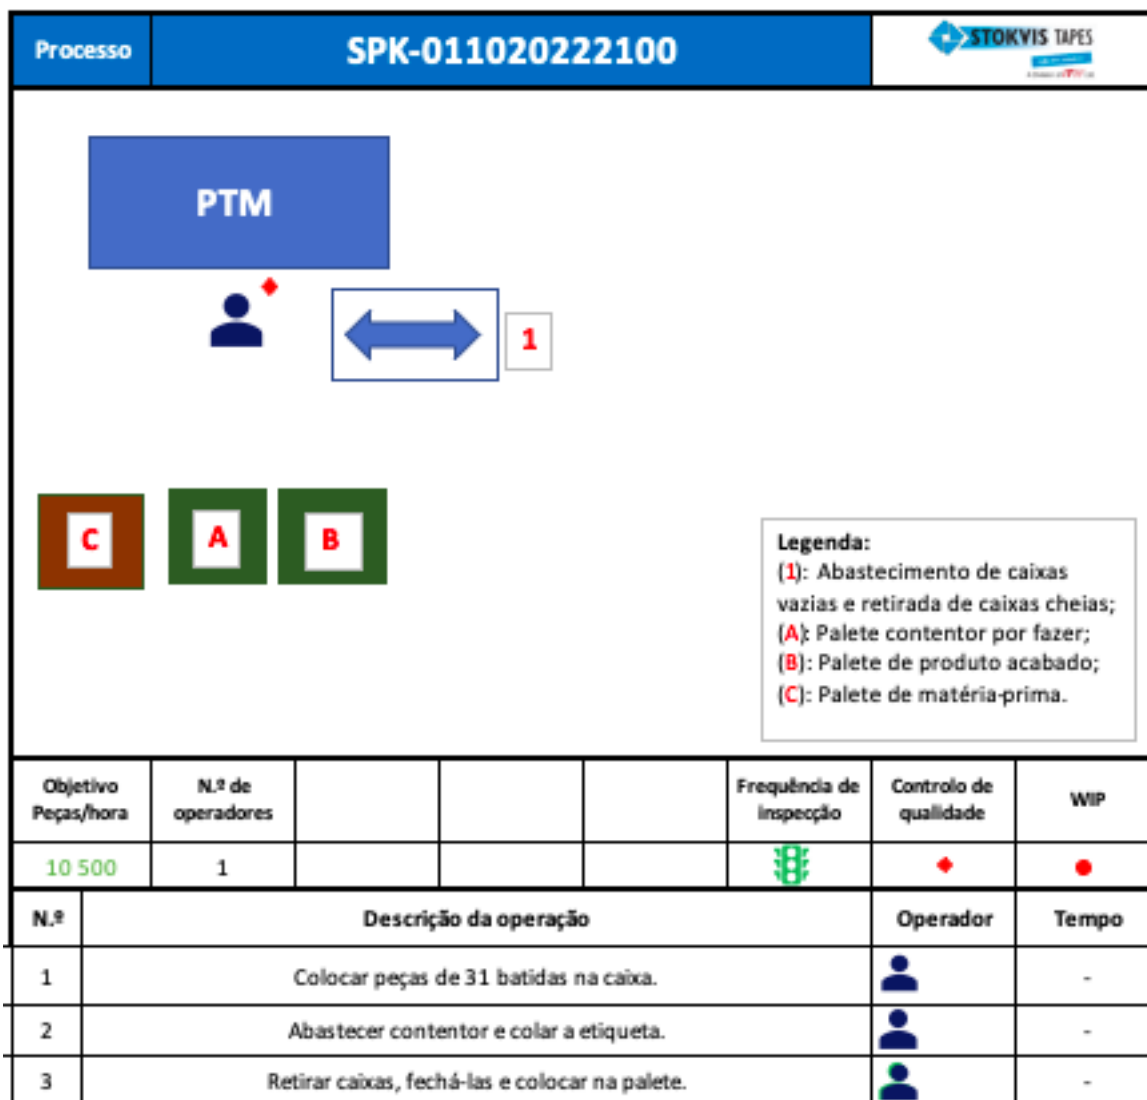 Processo
SPK-011020222100
STOKVIS TAPES
PTM
1
C
A
B
Legenda:
(1): Abastecimento de caixas
vazias e retirada de caixas cheias;
(A): Palete contentor por fazer;
(B): Palete de produto acabado;
(C): Palete de matéria-prima.
Objetivo
Peças/hora
N.º de
operadores
Frequência de
inspecção
Controlo de
qualidade
WIP
10 500
1
N.º
Descrição da operação
Operador
Tempo
1
Colocar peças de 31 batidas na caixa.
-
2
Abastecer contentor e colar a etiqueta.
-
3
Retirar caixas, fechá-las e colocar na palete.
-